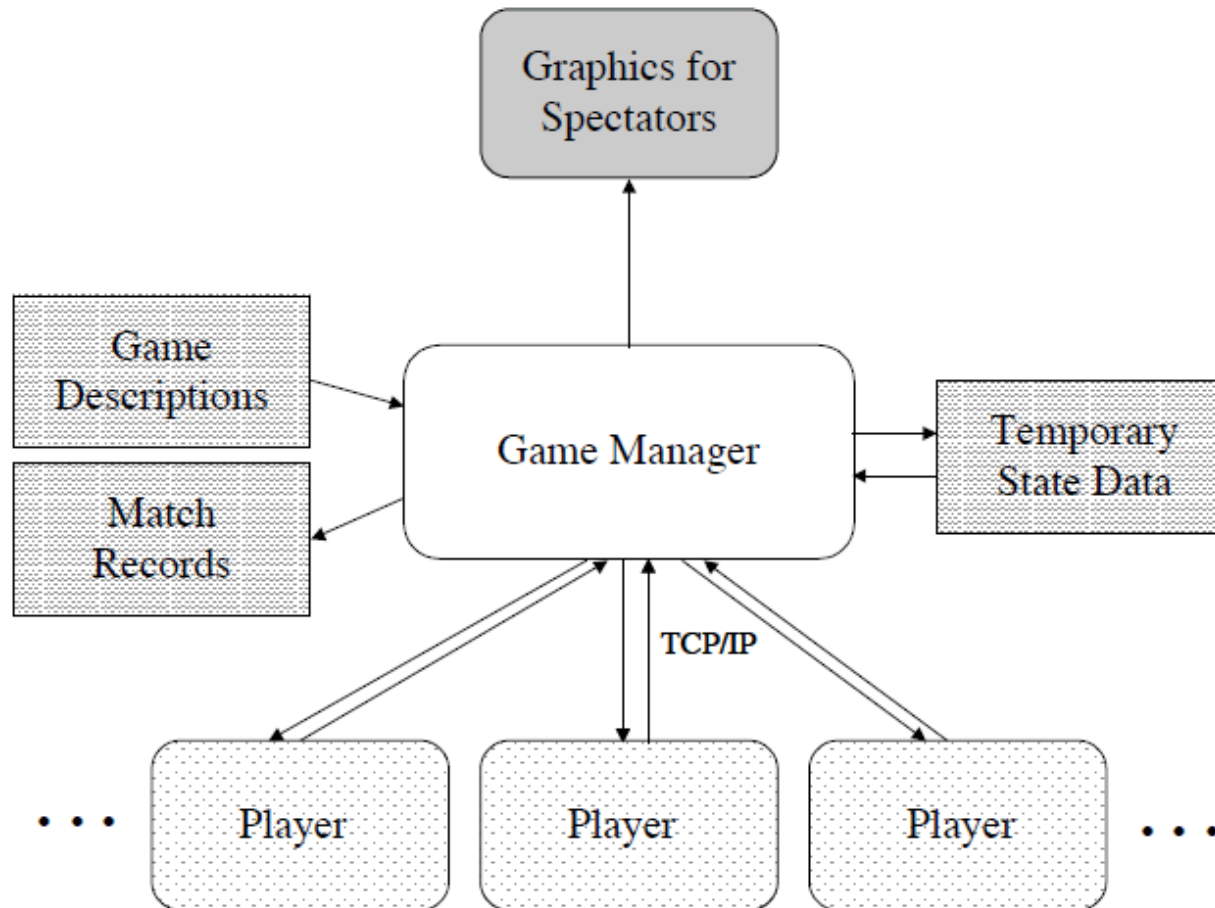 Graphics for
Spectators
Game
Descriptions
Game Manager
Temporary
State Data
Match
Records
TCP/IP
. . .
Player
Player
Player
. . .